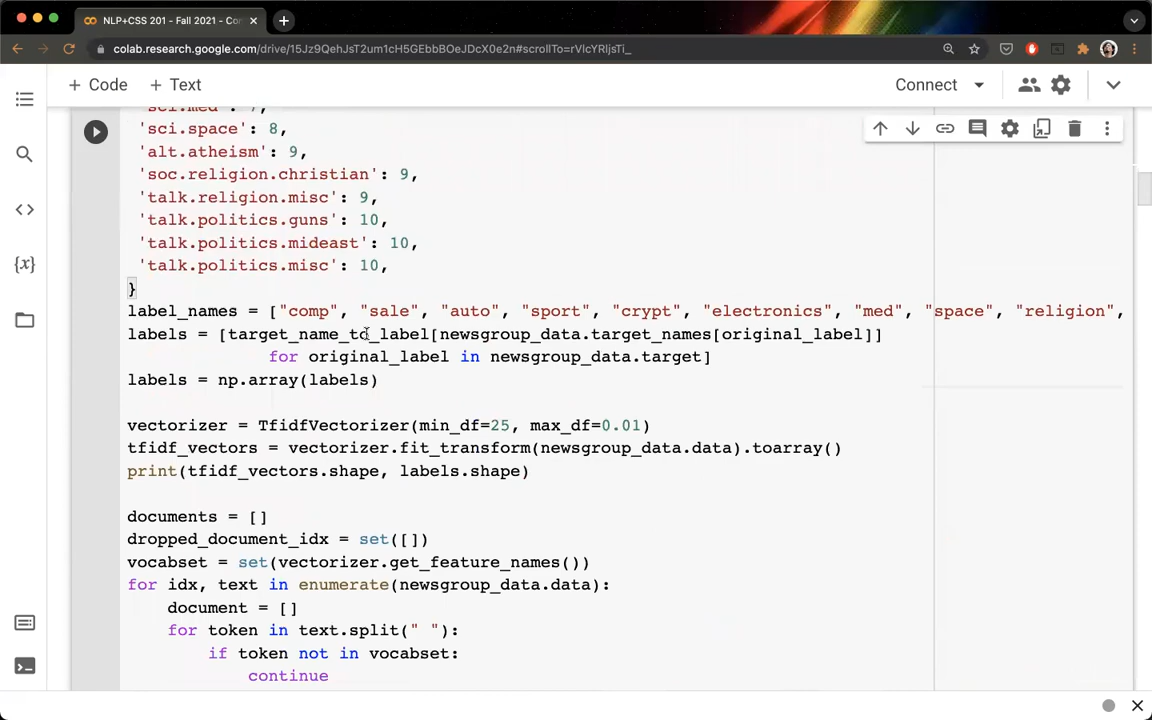 NLP+CSS 201 - Fall 2021 - Co
colab.research.google.com/drive/15Jz9QehJsT2um1cH5GEbbBOeJDcX0e2n#scrollTo=rVlcYRIjsTi_
+ Code + Text Connect
'sci.med': 7,
'sci.space': 8,
'alt.atheism': 9,
'soc.religion.christian': 9,
'talk.religion.misc': 9,
'talk.politics.guns': 10,
'talk.politics.mideast': 10,
'talk.politics.misc': 10,
}
label_names = ["comp", "sale", "auto", "sport", "crypt", "electronics", "med", "space", "religion",
labels = [target_name_to_label[newsgroup_data.target_names[original_label]]
for original_label in newsgroup_data.target]
labels = np.array(labels)
vectorizer = TfidfVectorizer(min_df=25, max_df=0.01)
tfidf_vectors = vectorizer.fit_transform(newsgroup_data.data).toarray()
print(tfidf_vectors.shape, labels.shape)
documents = []
dropped_document_idx = set([])
vocabset = set(vectorizer.get_feature_names())
for idx, text in enumerate(newsgroup_data.data):
document = []
for token in text.split(" "):
if token not in vocabset:
continue